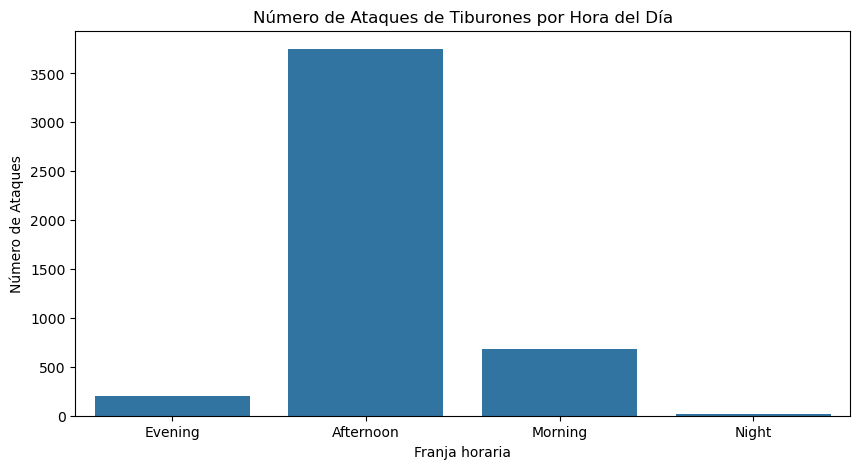 Número de Ataques de Tiburones por Hora del Día
Número de Ataques
3500
3000
2500
2000
1500
1000
500
0
Evening Afternoon Morning Night
Franja horaria